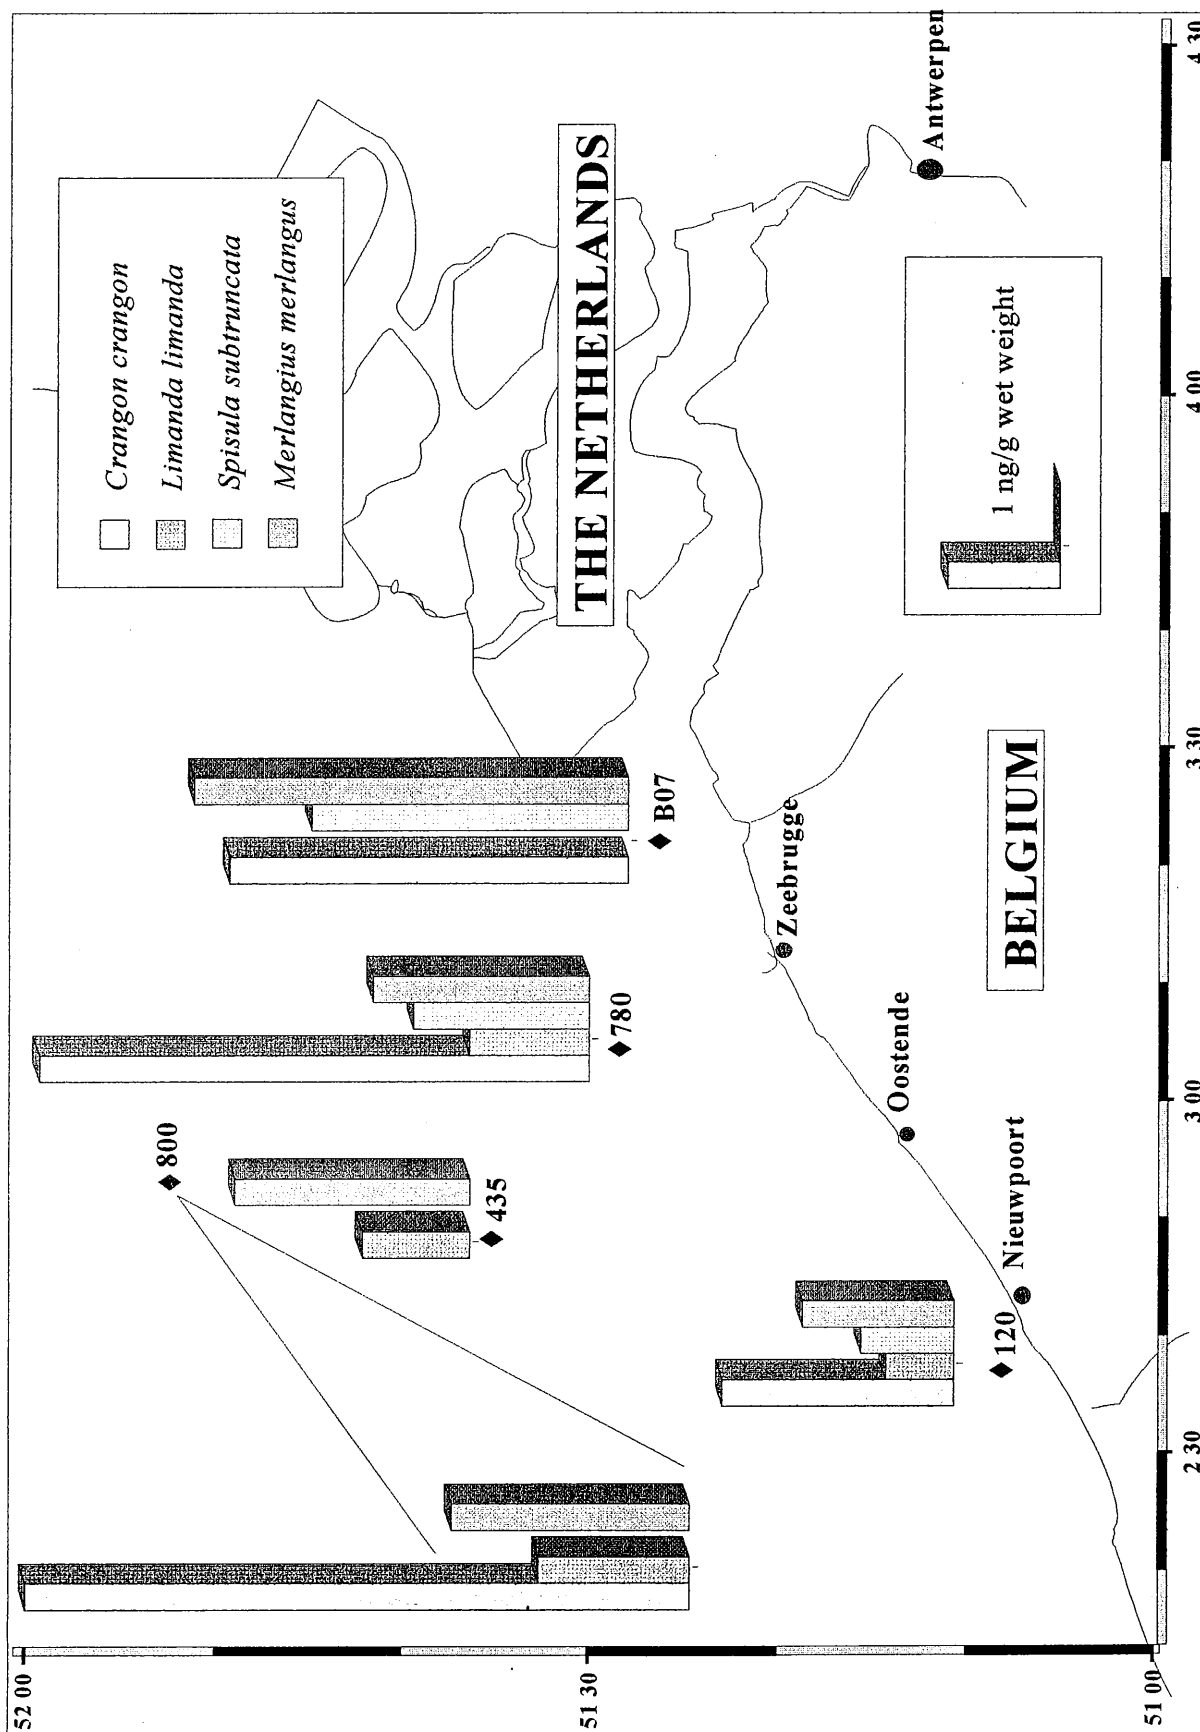 Crangon crangon
Limanda limanda
Spisula subtruncata
Merlangius merlangus
THE NETHERLANDS
BELGIUM
1 ng/g wet weight
800
435
780
B07
120
Antwerpen
Zeebrugge
Oostende
Nieuwpoort
52 00
51 30
51 00
2 30
3 00
3 30
4 00
4 30